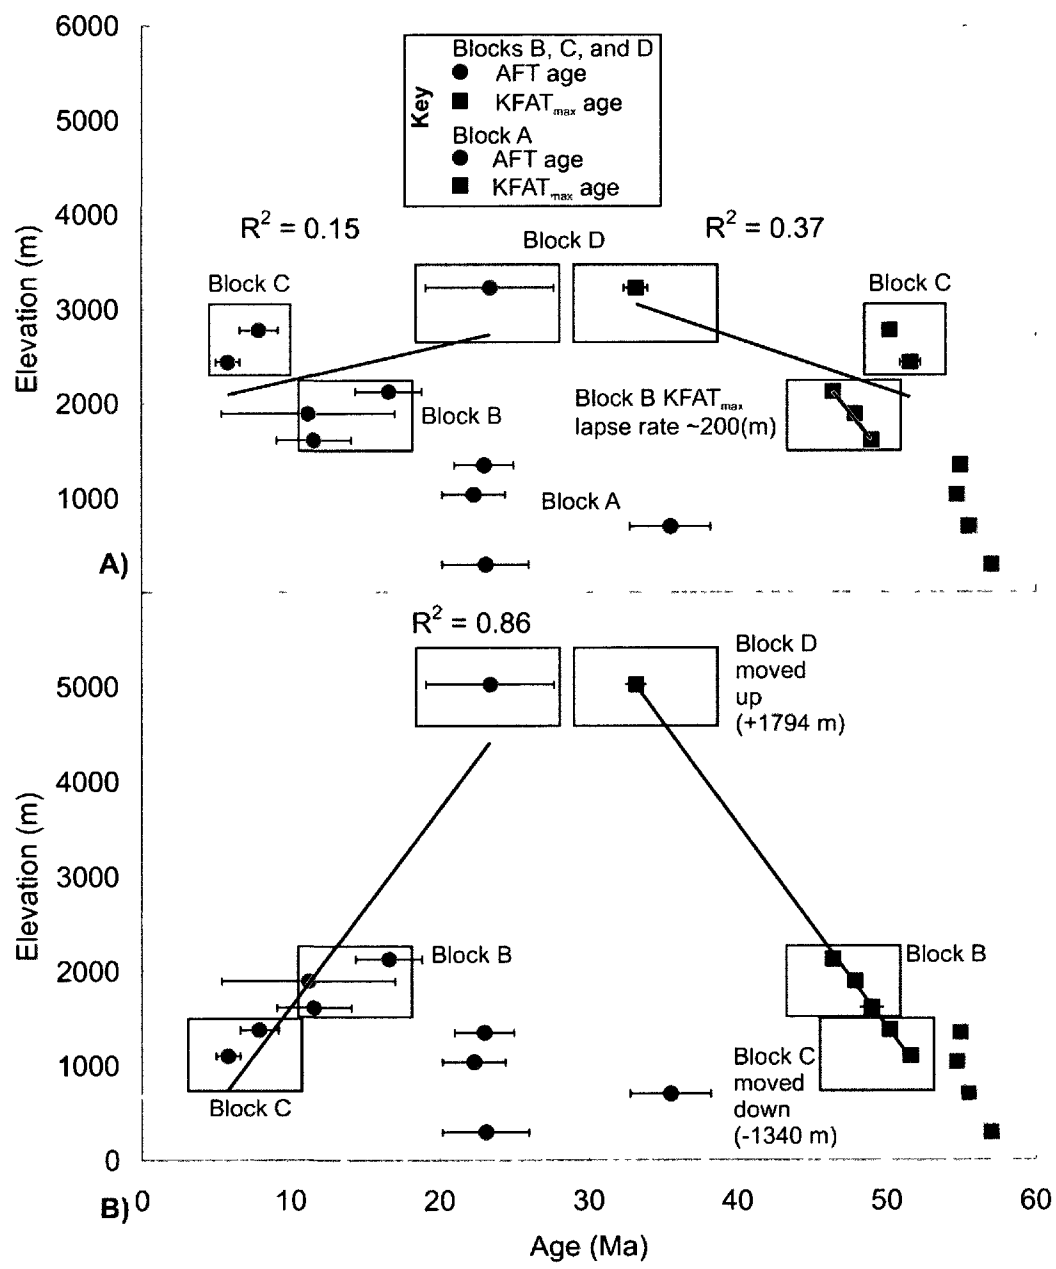 6000
5000
4000
3000
2000
1000
Elevation (m)
Key
Blocks B, C, and D
AFT age
KFATmax age
Block A
AFT age
KFATmax age
R² = 0.15
R² = 0.37
Block D
Block C
Block C
Block B
Block B KFATmax
lapse rate ~200(m)
Block A
A)
R² = 0.86
Block D
moved
up
(+1794 m)
5000
4000
3000
2000
1000
0
Elevation (m)
Block B
Block B
Block C
Block C
moved
down
(-1340 m)
B)
0 10 20 30 40 50 60
Age (Ma)